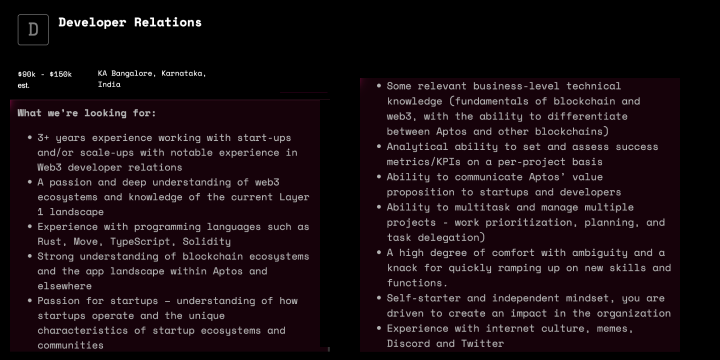 D
Developer Relations
$90k - $150k
est.
KA Bangalore, Karnataka,
India
What we're looking for:
• 3+ years experience working with start-ups
and/or scale-ups with notable experience in
Web3 developer relations
• A passion and deep understanding of web3
ecosystems and knowledge of the current Layer
1 landscape
• Experience with programming languages such as
Rust, Move, TypeScript, Solidity
• Strong understanding of blockchain ecosystems
and the app landscape within Aptos and
elsewhere
• Passion for startups – understanding of how
startups operate and the unique
characteristics of startup ecosystems and
communities
• Some relevant business-level technical
knowledge (fundamentals of blockchain and
web3, with the ability to differentiate
between Aptos and other blockchains)
• Analytical ability to set and assess success
metrics/KPIs on a per-project basis
• Ability to communicate Aptos' value
proposition to startups and developers
• Ability to multitask and manage multiple
projects - work prioritization, planning, and
task delegation)
• A high degree of comfort with ambiguity and a
knack for quickly ramping up on new skills and
functions.
• Self-starter and independent mindset, you are
driven to create an impact in the organization
• Experience with internet culture, memes,
Discord and Twitter